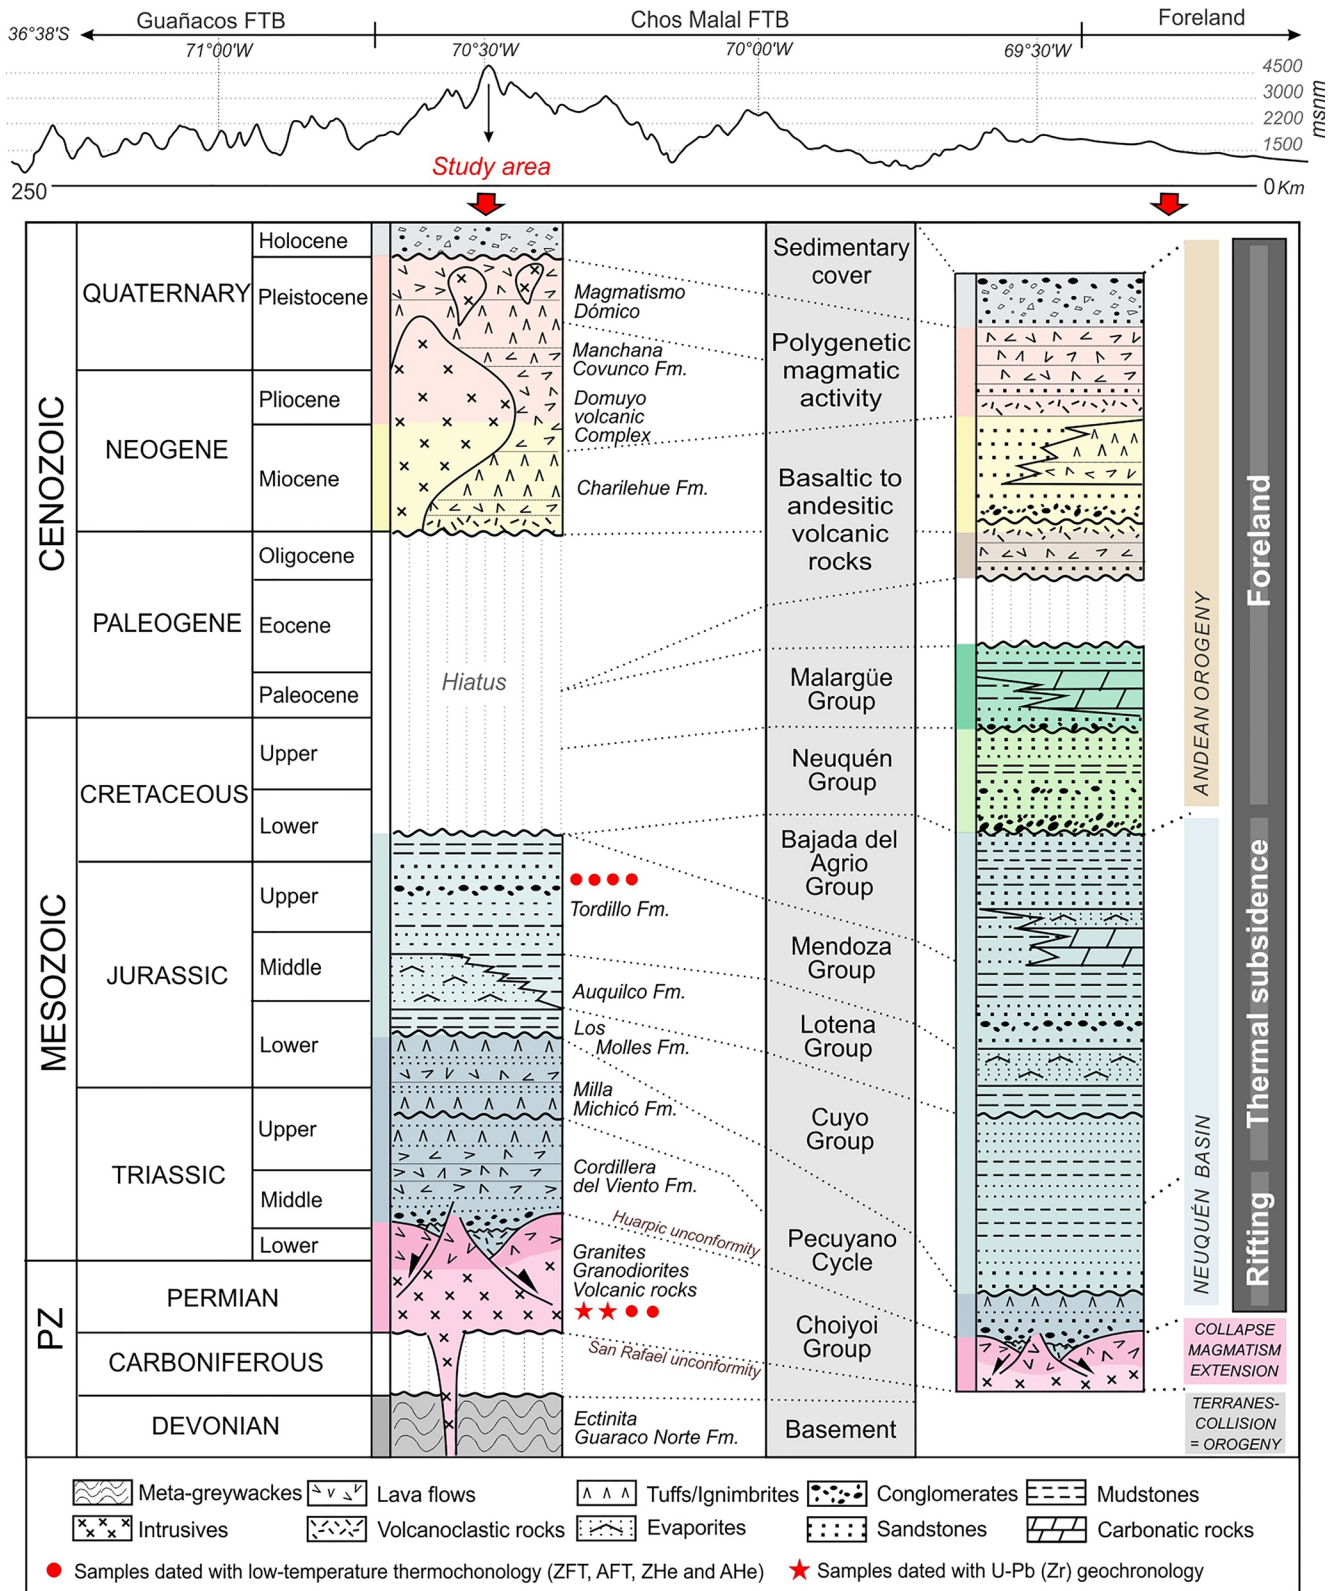 Guañacos FTB
Chos Malal FTB
Foreland
36°38'S
71°00'W
70°30'W
70°00'W
69°30'W
4500
3000
2200
1500
msnm
Study area
250
0 Km
CENOZOIC
MESOZOIC
PZ
QUATERNARY
NEOGENE
PALEOGENE
CRETACEOUS
JURASSIC
TRIASSIC
PERMIAN
CARBONIFEROUS
DEVONIAN
Holocene
Pleistocene
Pliocene
Miocene
Oligocene
Eocene
Paleocene
Upper
Lower
Upper
Middle
Lower
Upper
Middle
Lower
Hiatus
Magmatismo
Dómico
Manchana
Covunco Fm.
Domuyo
volcanic
Complex
Charilehue Fm.
Tordillo Fm.
Auquilco Fm.
Los
Molles Fm.
Milla
Michicó Fm.
Cordillera
del Viento Fm.
Huarpic unconformity
Granites
Granodiorites
Volcanic rocks
San Rafael unconformity
Ectinita
Guaraco Norte Fm.
Sedimentary
cover
Polygenetic
magmatic
activity
Basaltic to
andesitic
volcanic
rocks
Malargüe
Group
Neuquén
Group
Bajada del
Agrio
Group
Mendoza
Group
Lotena
Group
Cuyo
Group
Pecuyano
Cycle
Choiyoi
Group
Basement
ANDEAN OROGENY
NEUQUÉN BASIN
Foreland
Thermal subsidence
Rifting
COLLAPSE
MAGMATISM
EXTENSION
TERRANES-
COLLISION
= OROGENY
Meta-greywackes
Lava flows
Tuffs/Ignimbrites
Conglomerates
Mudstones
Intrusives
Volcanoclastic rocks
Evaporites
Sandstones
Carbonatic rocks
Samples dated with low-temperature thermochonology (ZFT, AFT, ZHe and AHe)
Samples dated with U-Pb (Zr) geochronology